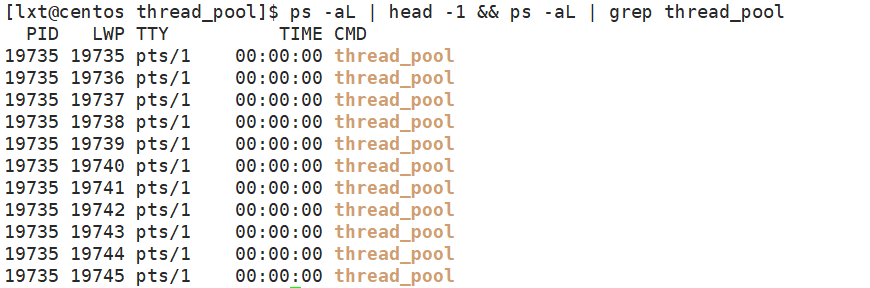 [lxt@centos thread_pool]$ ps -aL | head -1 && ps -aL | grep thread_pool
  PID   LWP TTY          TIME CMD
19735 19735 pts/1    00:00:00 thread_pool
19735 19736 pts/1    00:00:00 thread_pool
19735 19737 pts/1    00:00:00 thread_pool
19735 19738 pts/1    00:00:00 thread_pool
19735 19739 pts/1    00:00:00 thread_pool
19735 19740 pts/1    00:00:00 thread_pool
19735 19741 pts/1    00:00:00 thread_pool
19735 19742 pts/1    00:00:00 thread_pool
19735 19743 pts/1    00:00:00 thread_pool
19735 19744 pts/1    00:00:00 thread_pool
19735 19745 pts/1    00:00:00 thread_pool